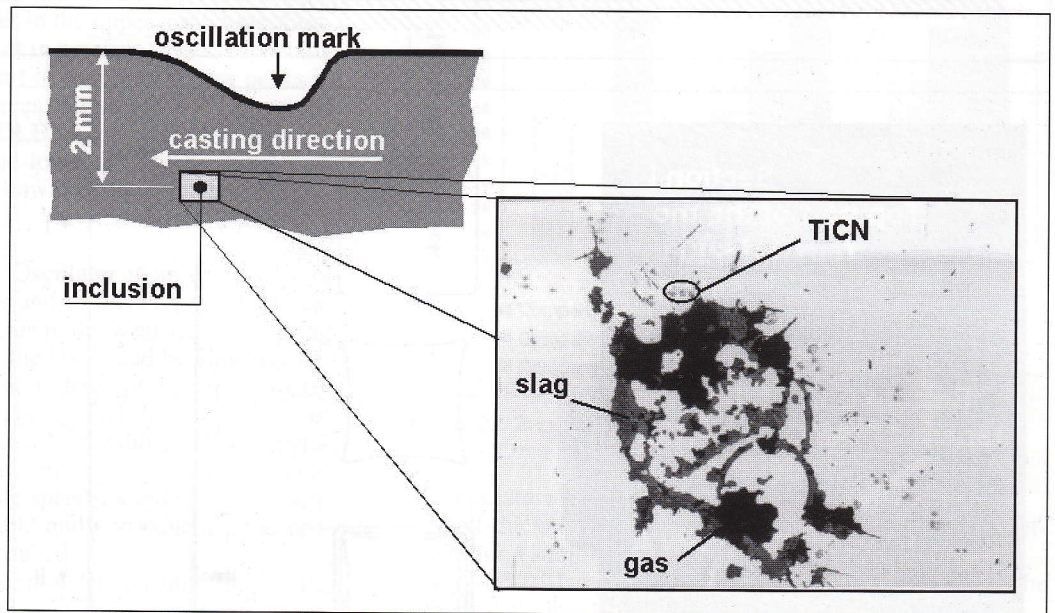 oscillation mark
2 mm
casting direction
inclusion
TiCN
slag
gas